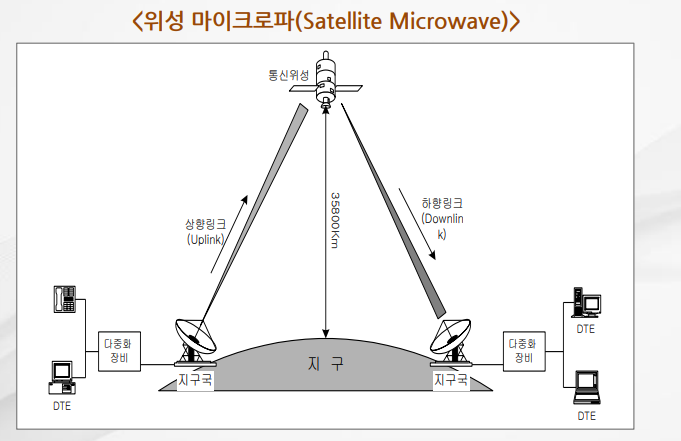 <위성 마이크로파(Satellite Microwave)>
통신위성
35800Km
상향링크
(Uplink)
하향링크
(Downlin
k)
다중화
장비
지구국
DTE
지 구
지구국
다중화
장비
DTE
DTE